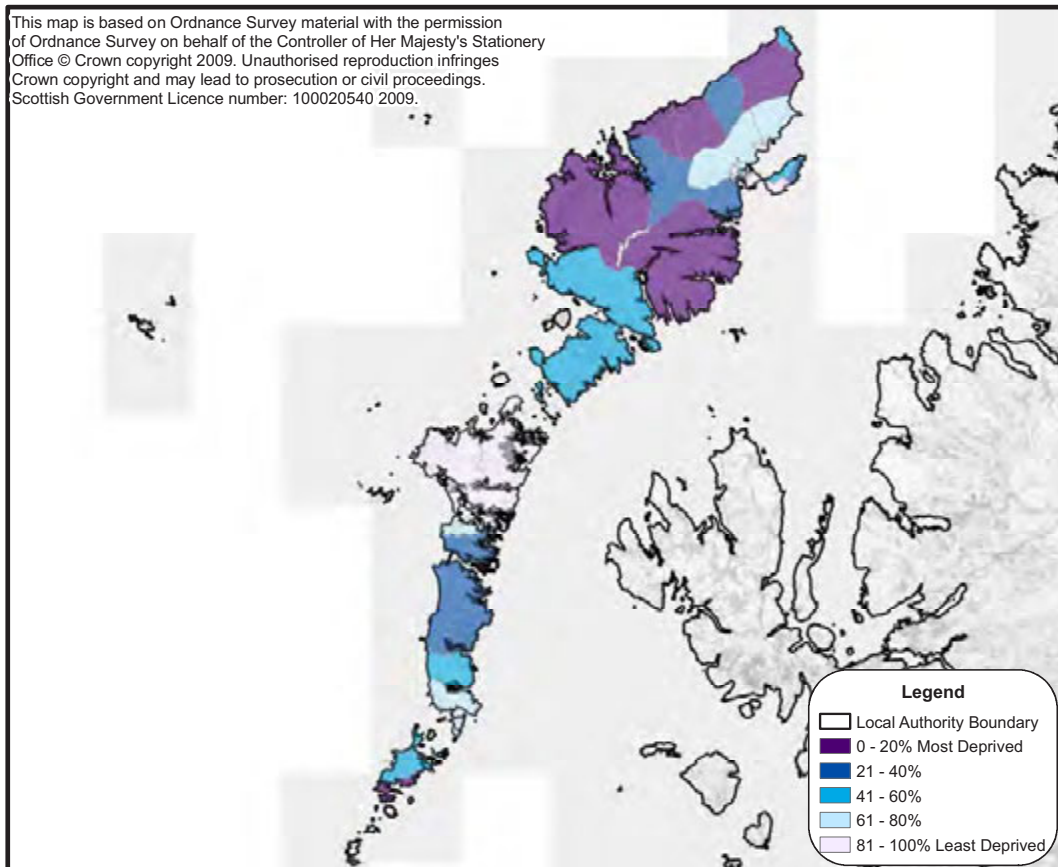 This map is based on Ordnance Survey material with the permission
of Ordnance Survey on behalf of the Controller of Her Majesty's Stationery
Office © Crown copyright 2009. Unauthorised reproduction infringes
Crown copyright and may lead to prosecution or civil proceedings.
Scottish Government Licence number: 100020540 2009.
Legend
Local Authority Boundary
0 - 20% Most Deprived
21 - 40%
41 - 60%
61 - 80%
81 - 100% Least Deprived